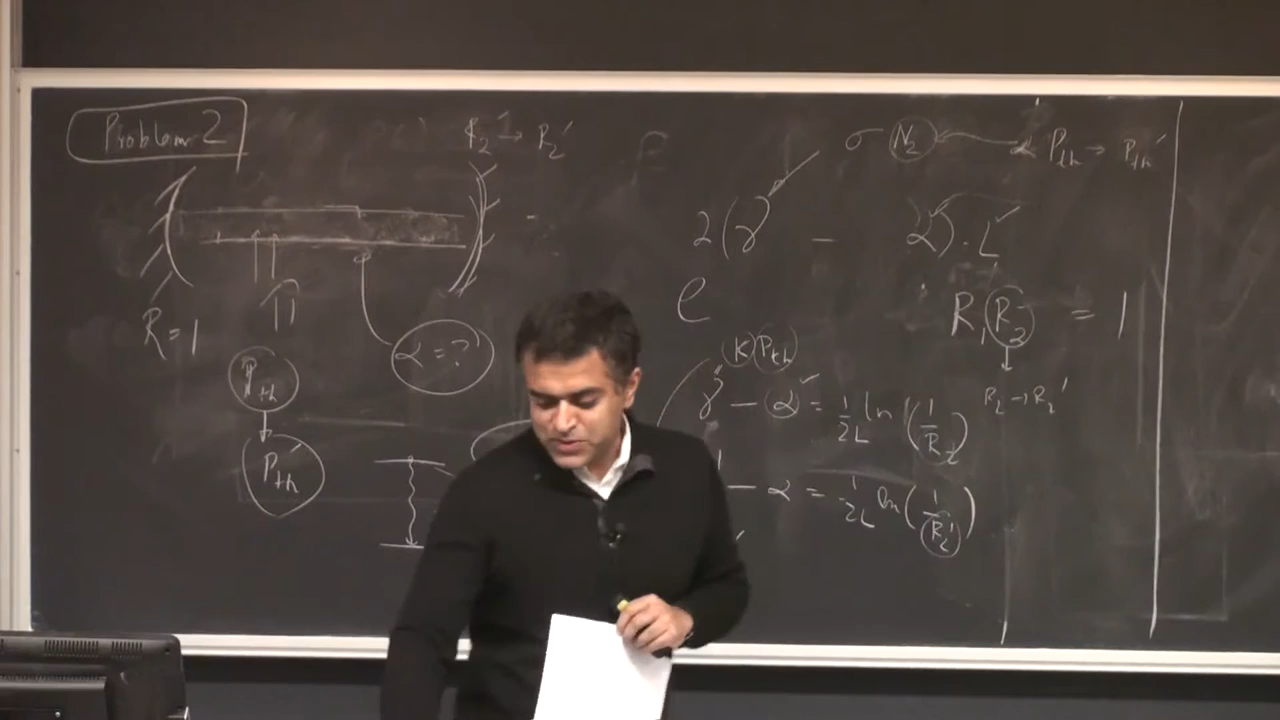 Problem 2
R₂ → R₂′
σ N₂ α P_th → P_th′
2(γ − α)·L
e R₁ R₂ = 1
R = 1
α = ?
(K)(P_th)
R₂ → R₂′
P_th
γ − α = 1/2L ln(1/R₂)
P_th′
− α = 1/2L ln(1/R₂′)